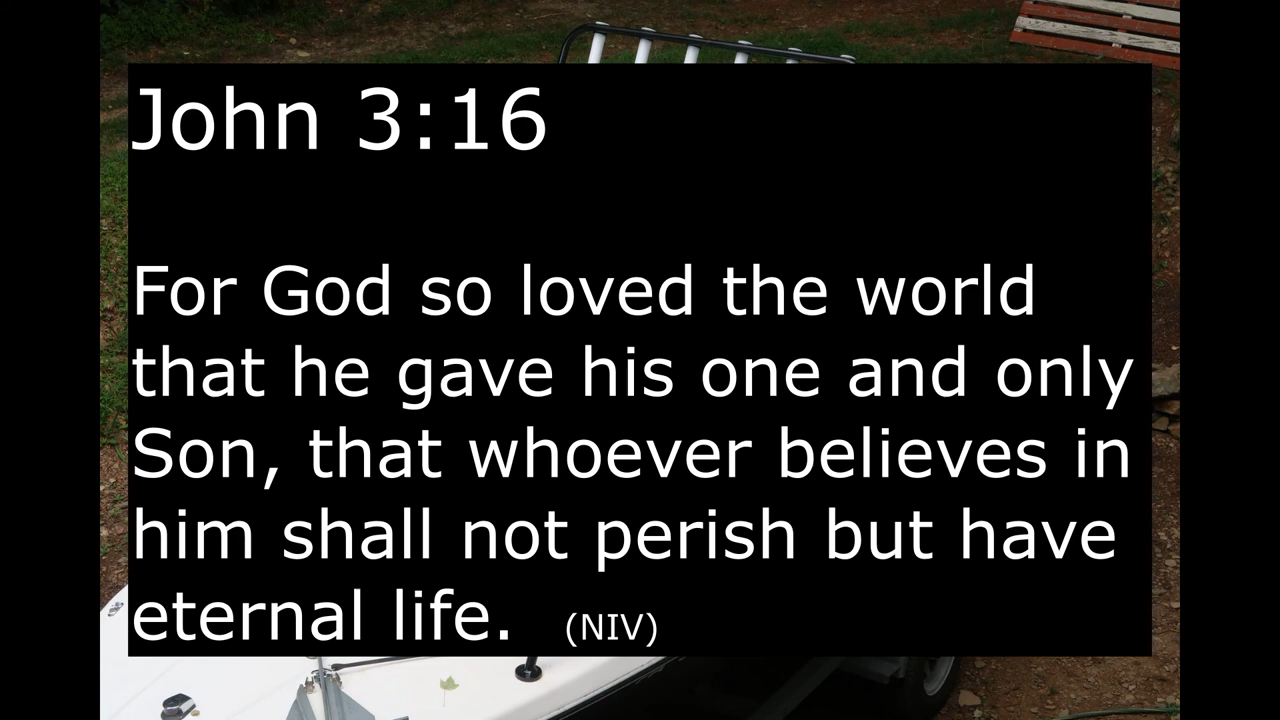 John 3:16
For God so loved the world
that he gave his one and only
Son, that whoever believes in
him shall not perish but have
eternal life. (NIV)